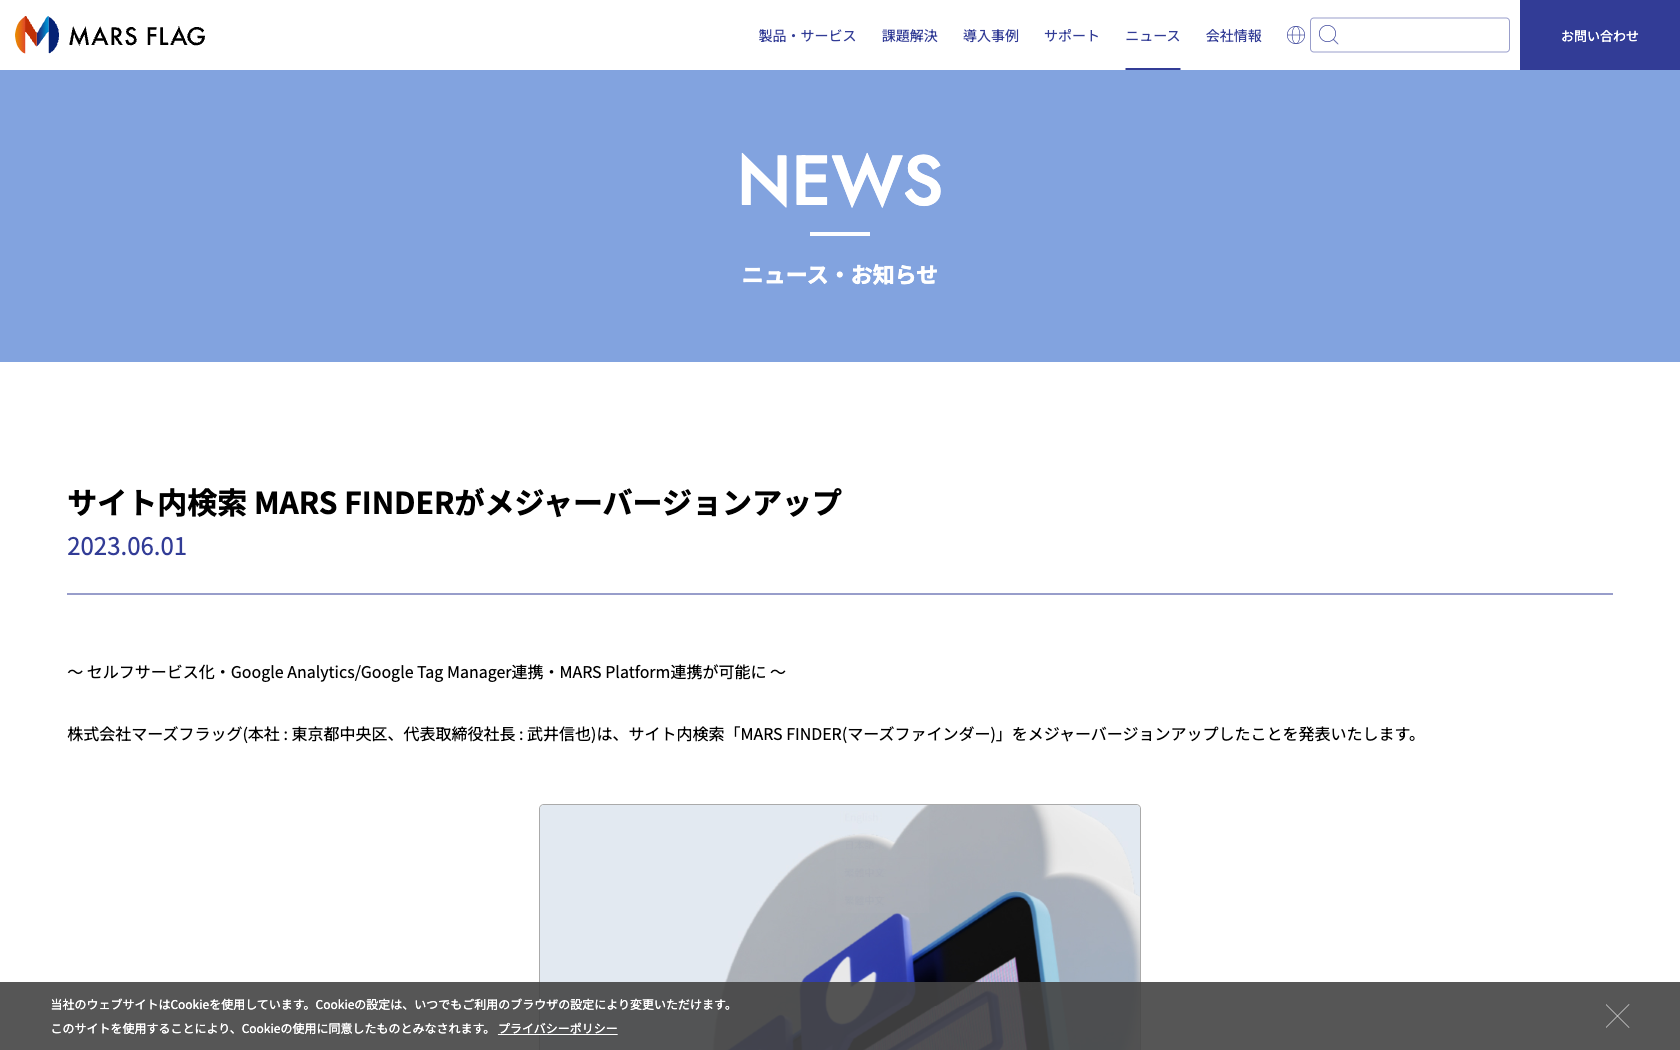 MARS FLAG
製品・サービス 課題解決 導入事例 サポート ニュース 会社情報 お問い合わせ
NEWS
ニュース・お知らせ
サイト内検索 MARS FINDERがメジャーバージョンアップ
2023.06.01
〜 セルフサービス化・Google Analytics/Google Tag Manager連携・MARS Platform連携が可能に 〜
株式会社マーズフラッグ(本社 : 東京都中央区、代表取締役社長 : 武井信也)は、サイト内検索「MARS FINDER(マーズファインダー)」をメジャーバージョンアップしたことを発表いたします。
当社のウェブサイトはCookieを使用しています。Cookieの設定は、いつでもご利用のブラウザの設定により変更いただけます。
このサイトを使用することにより、Cookieの使用に同意したものとみなされます。 プライバシーポリシー